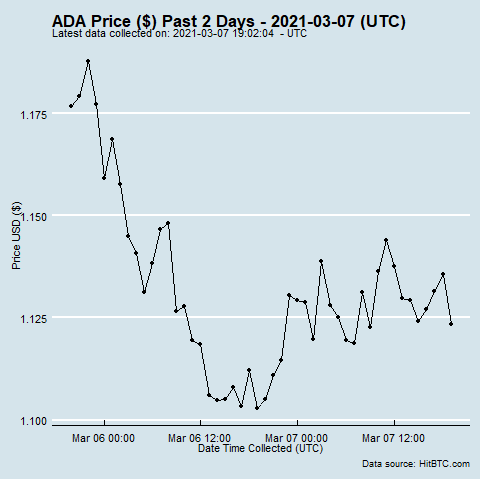 ADA Price ($) Past 2 Days - 2021-03-07 (UTC)
Latest data collected on: 2021-03-07 19:02:04 - UTC
1.175
1.150
1.125
1.100
Price USD ($)
Mar 06 00:00 Mar 06 12:00 Mar 07 00:00 Mar 07 12:00
Date Time Collected (UTC)
Data source: HitBTC.com